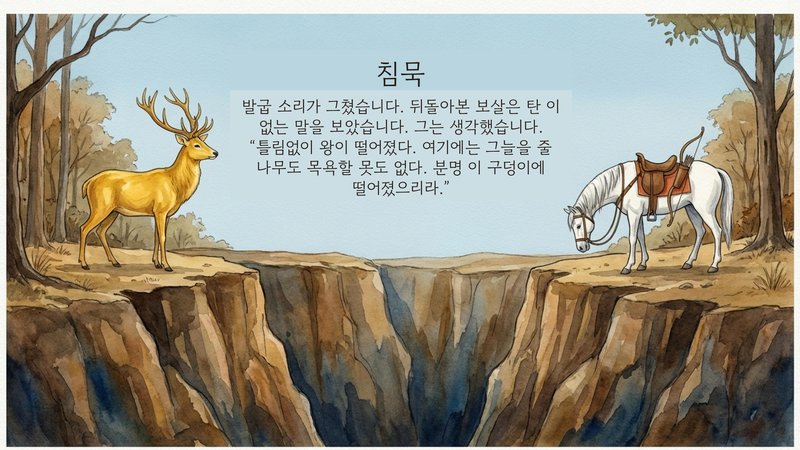 침묵
발굽 소리가 그쳤습니다. 뒤돌아본 보살은 탄 이
없는 말을 보았습니다. 그는 생각했습니다.
“틀림없이 왕이 떨어졌다. 여기에는 그늘을 줄
나무도 목욕할 못도 없다. 분명 이 구덩이에
떨어졌으리라.”